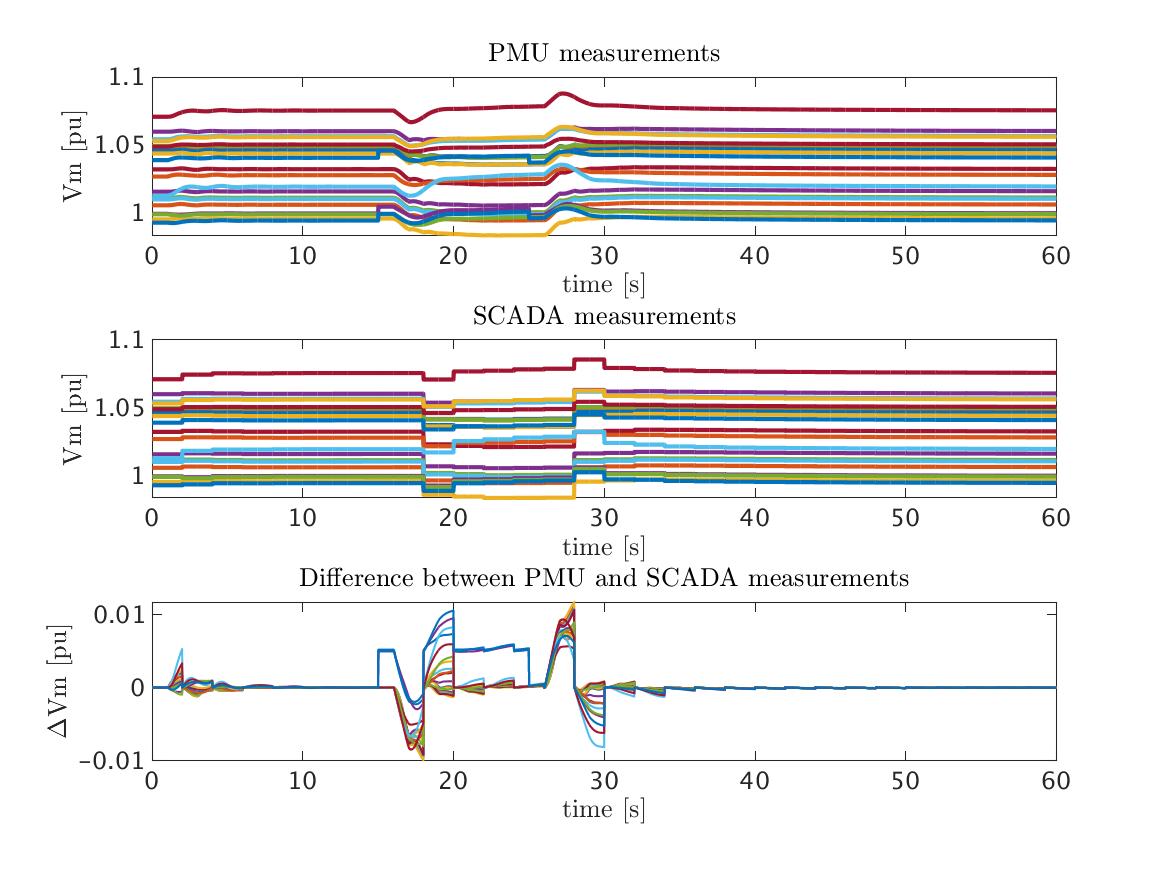 PMU measurements
1.1
1.05
1
Vm [pu]
0 10 20 30 40 50 60
time [s]
SCADA measurements
1.1
1.05
1
Vm [pu]
0 10 20 30 40 50 60
time [s]
Difference between PMU and SCADA measurements
0.01
0
−0.01
ΔVm [pu]
0 10 20 30 40 50 60
time [s]